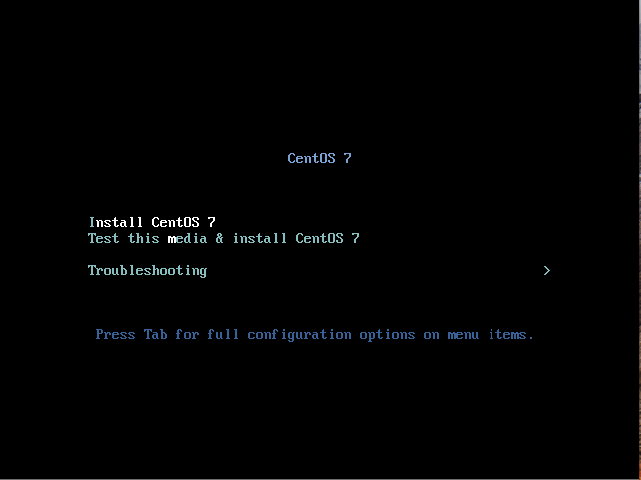 CentOS 7
Install CentOS 7
Test this media & install CentOS 7
Troubleshooting >
Press Tab for full configuration options on menu items.